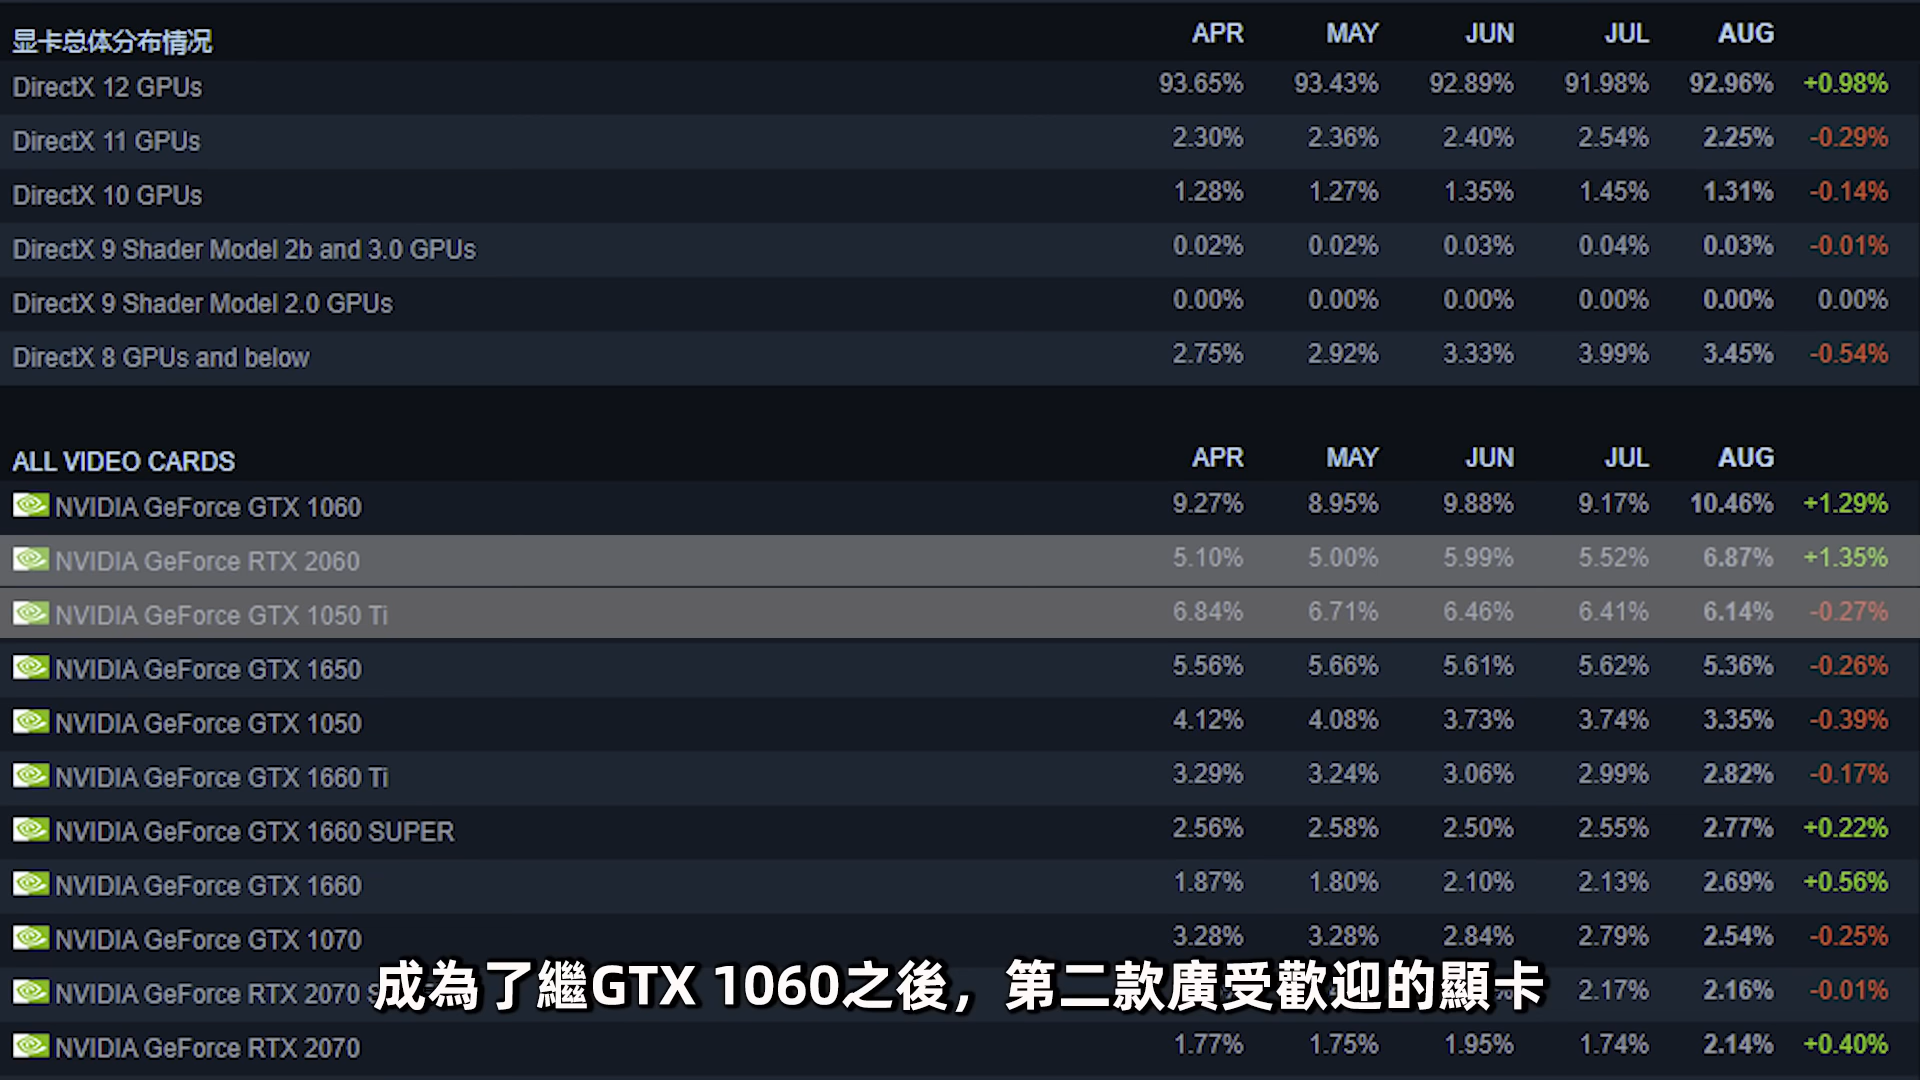 显卡总体分布情况 APR MAY JUN JUL AUG
DirectX 12 GPUs 93.65% 93.43% 92.89% 91.98% 92.96% +0.98%
DirectX 11 GPUs 2.30% 2.36% 2.40% 2.54% 2.25% -0.29%
DirectX 10 GPUs 1.28% 1.27% 1.35% 1.45% 1.31% -0.14%
DirectX 9 Shader Model 2b and 3.0 GPUs 0.02% 0.02% 0.03% 0.04% 0.03% -0.01%
DirectX 9 Shader Model 2.0 GPUs 0.00% 0.00% 0.00% 0.00% 0.00% 0.00%
DirectX 8 GPUs and below 2.75% 2.92% 3.33% 3.99% 3.45% -0.54%
ALL VIDEO CARDS APR MAY JUN JUL AUG
NVIDIA GeForce GTX 1060 9.27% 8.95% 9.88% 9.17% 10.46% +1.29%
NVIDIA GeForce RTX 2060 5.10% 5.00% 5.99% 5.52% 6.87% +1.35%
NVIDIA GeForce GTX 1050 Ti 6.84% 6.71% 6.46% 6.41% 6.14% -0.27%
NVIDIA GeForce GTX 1650 5.56% 5.66% 5.61% 5.62% 5.36% -0.26%
NVIDIA GeForce GTX 1050 4.12% 4.08% 3.73% 3.74% 3.35% -0.39%
NVIDIA GeForce GTX 1660 Ti 3.29% 3.24% 3.06% 2.99% 2.82% -0.17%
NVIDIA GeForce GTX 1660 SUPER 2.56% 2.58% 2.50% 2.55% 2.77% +0.22%
NVIDIA GeForce GTX 1660 1.87% 1.80% 2.10% 2.13% 2.69% +0.56%
NVIDIA GeForce GTX 1070 3.28% 3.28% 2.84% 2.79% 2.54% -0.25%
NVIDIA GeForce RTX 2070 2.17% 2.16% -0.01%
成為了繼GTX 1060之後，第二款廣受歡迎的顯卡
NVIDIA GeForce RTX 2070 1.77% 1.75% 1.95% 1.74% 2.14% +0.40%